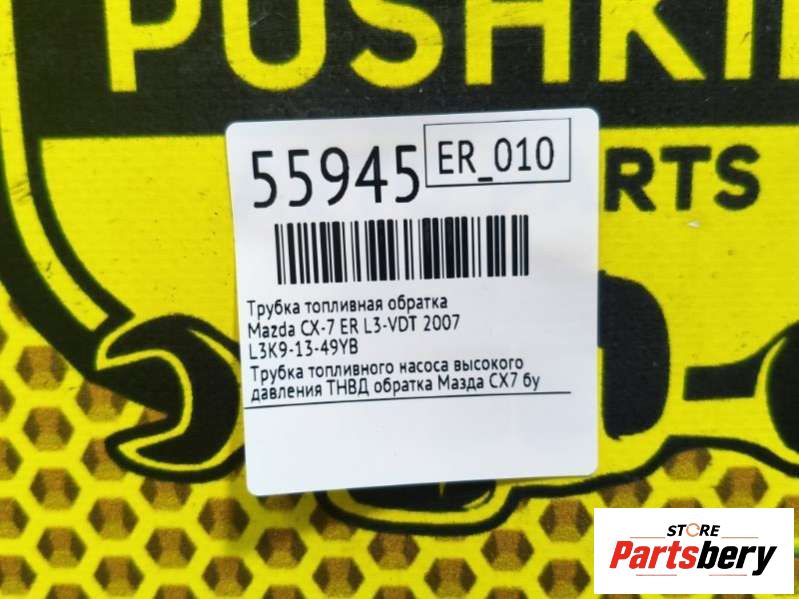 PUSHKI
RTS
55945
ER_010
Трубка топливная обратка
Mazda CX-7 ER L3-VDT 2007
L3K9-13-49YB
Трубка топливного насоса высокого
давления ТНВД обратка Мазда СХ7 бу
STORE
Partsbery